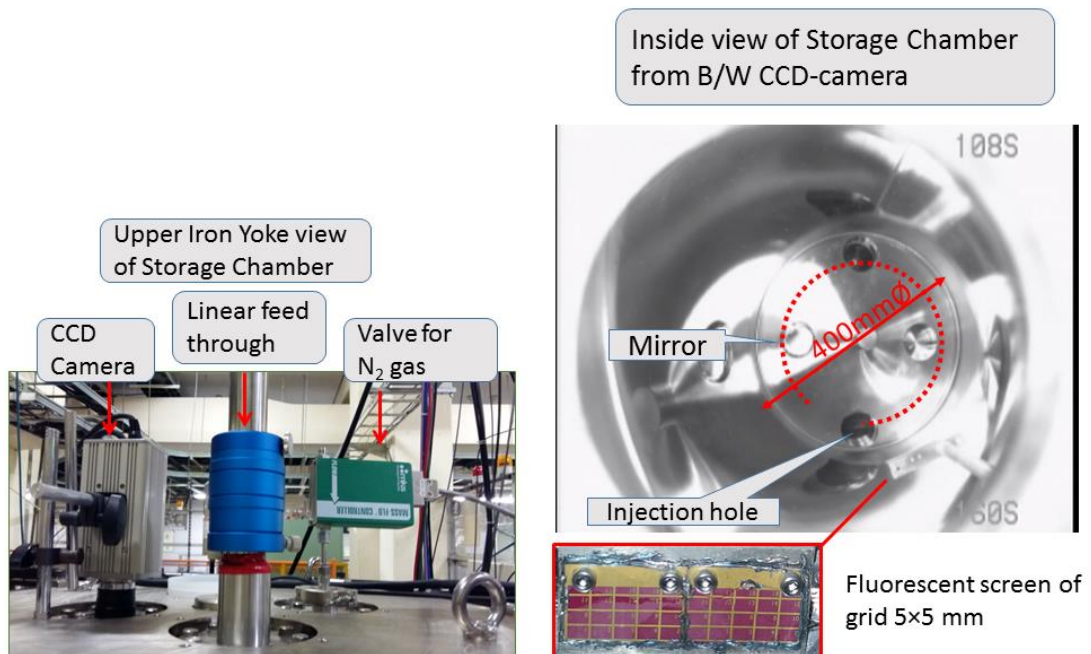 Inside view of Storage Chamber
from B/W CCD-camera
108S
Upper Iron Yoke view
of Storage Chamber
CCD
Camera
Linear feed
through
Valve for
N₂ gas
Mirror
400mmØ
Injection hole
60S
MASS-FLO® CONTROLLER
Fluorescent screen of
grid 5×5 mm